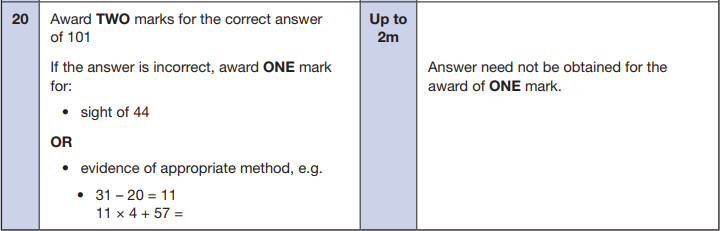 20
Award TWO marks for the correct answer
of 101
Up to
2m
If the answer is incorrect, award ONE mark
for:
• sight of 44
OR
• evidence of appropriate method, e.g.
• 31 – 20 = 11
11 × 4 + 57 =
Answer need not be obtained for the
award of ONE mark.